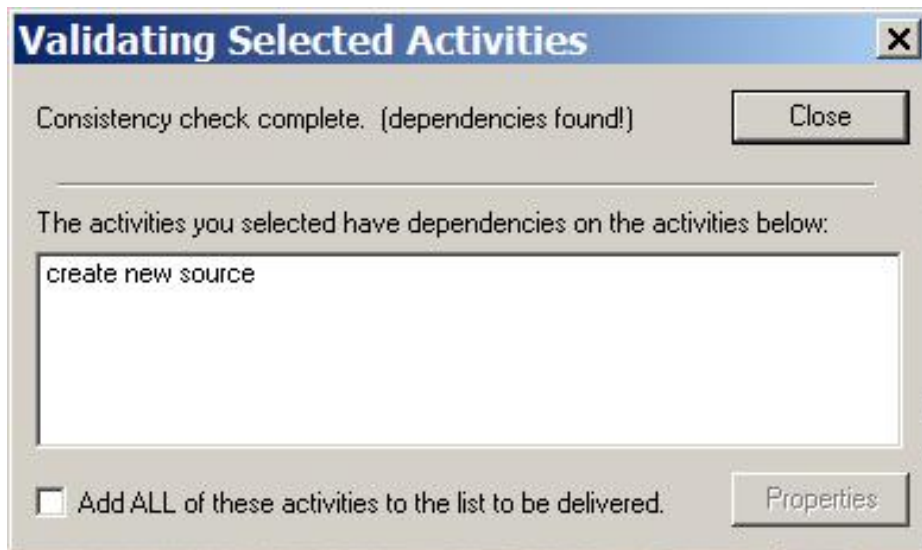 Validating Selected Activities
Consistency check complete. (dependencies found!)
Close
The activities you selected have dependencies on the activities below:
create new source
Add ALL of these activities to the list to be delivered.
Properties